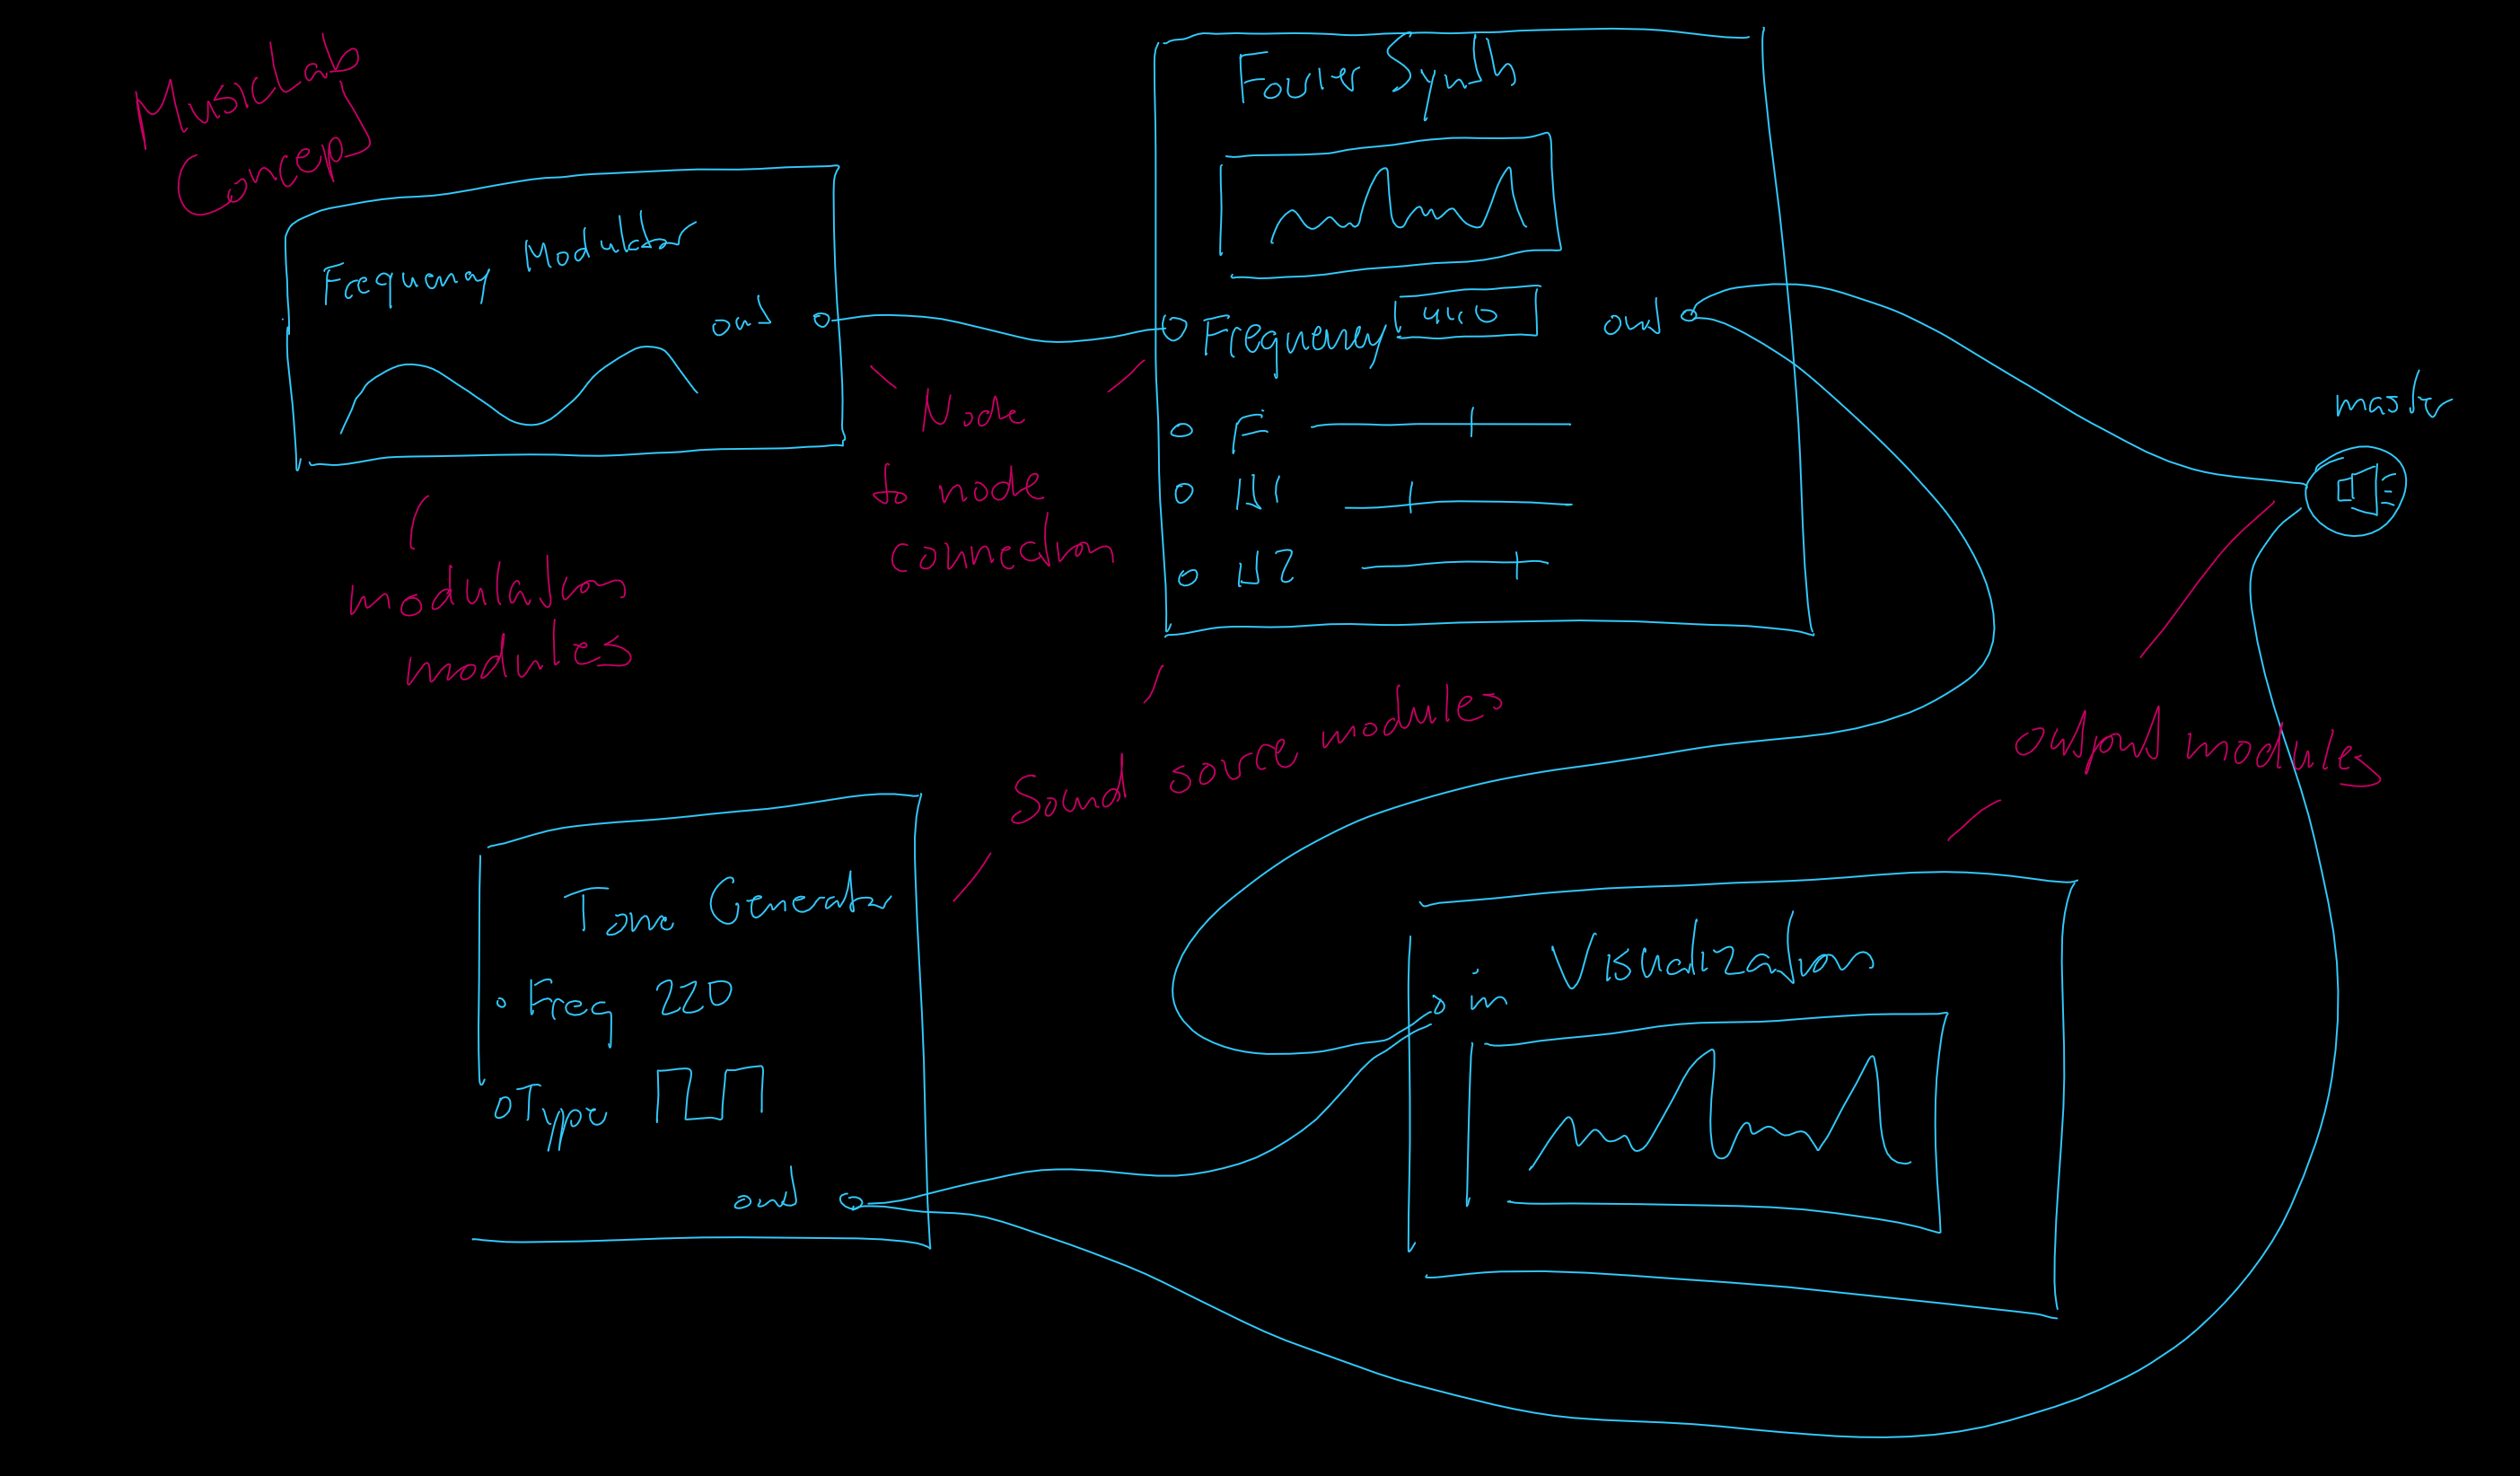 MusicLab
Concept
Frequency Modulator
out
Fourier Synth
Frequency 440
out
F
H1
H2
master
Node
to node
connection
modulation
modules
Sound source modules
output modules
Tone Generator
Freq 220
Type
out
Visualization
in